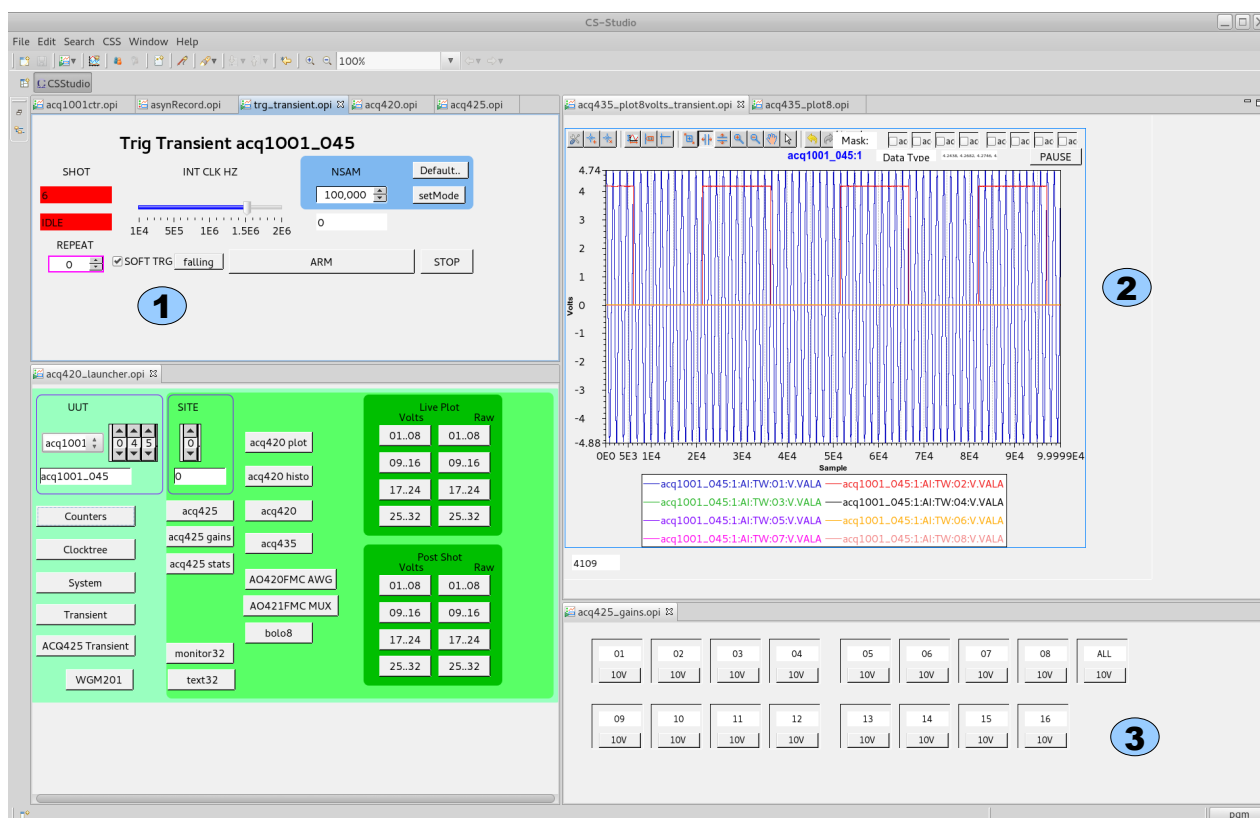 CS-Studio
File Edit Search CSS Window Help
100%
CSStudio
acq1001ctr.opi
asynRecord.opi
trg_transient.opi
acq420.opi
acq425.opi
Trig Transient acq1001_045
SHOT
INT CLK HZ
NSAM
Default..
6
100,000
setMode
IDLE
0
1E4 5E5 1E6 1.5E6 2E6
REPEAT
0
SOFT TRG
falling
ARM
STOP
1
acq420_launcher.opi
UUT
SITE
acq1001
0 4 5
0
acq1001_045
0
Counters
Clocktree
System
Transient
ACQ425 Transient
WGM201
acq425
acq425 gains
acq425 stats
monitor32
text32
acq420 plot
acq420 histo
acq420
acq435
AO420FMC AWG
AO421FMC MUX
bolo8
Live Plot
Volts Raw
01..08 01..08
09..16 09..16
17..24 17..24
25..32 25..32
Post Shot
Volts Raw
01..08 01..08
09..16 09..16
17..24 17..24
25..32 25..32
acq435_plot8volts_transient.opi
acq435_plot8.opi
Mask:
ac ac ac ac ac ac ac ac
acq1001_045:1
Data Type
PAUSE
4.74
4
3
2
1
0
-1
-2
-3
-4
-4.88
Volts
0E0 5E3 1E4 2E4 3E4 4E4 5E4 6E4 7E4 8E4 9E4 9.9999E4
Sample
acq1001_045:1:AI:TW:01:V.VALA acq1001_045:1:AI:TW:02:V.VALA
acq1001_045:1:AI:TW:03:V.VALA acq1001_045:1:AI:TW:04:V.VALA
acq1001_045:1:AI:TW:05:V.VALA acq1001_045:1:AI:TW:06:V.VALA
acq1001_045:1:AI:TW:07:V.VALA acq1001_045:1:AI:TW:08:V.VALA
4109
2
acq425_gains.opi
01 02 03 04 05 06 07 08 ALL
10V 10V 10V 10V 10V 10V 10V 10V 10V
09 10 11 12 13 14 15 16
10V 10V 10V 10V 10V 10V 10V 10V
3
pgm